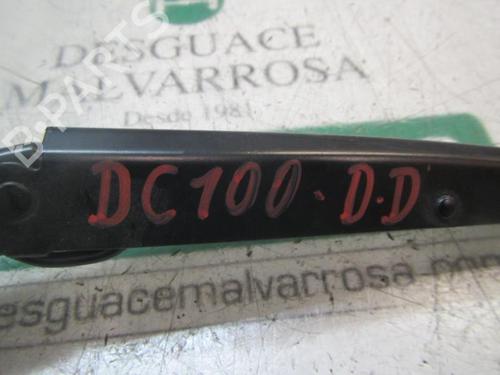 DESGUACE
MALVARROSA
Desde 1981
B-PARTS
DC100·D.D
desguacemalvarrosa.com